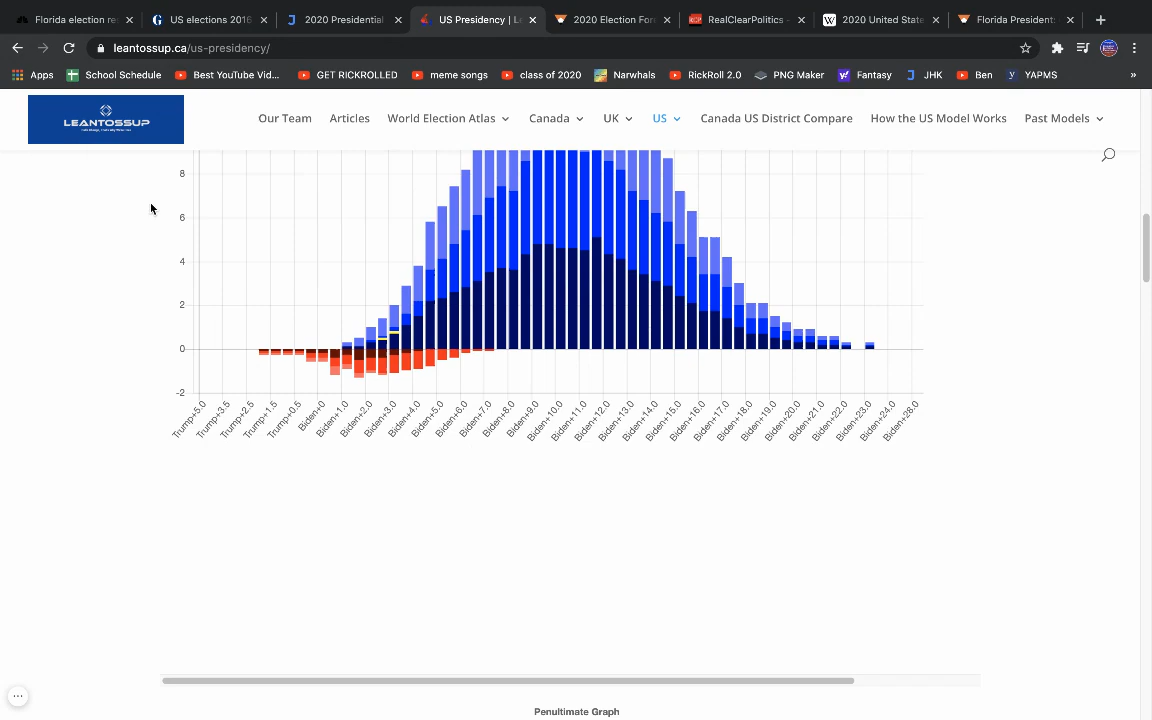 Florida election re
US elections 2016
2020 Presidential
US Presidency | Le
2020 Election For
RealClearPolitics -
2020 United State
Florida President:
leantossup.ca/us-presidency/
Apps
School Schedule
Best YouTube Vid...
GET RICKROLLED
meme songs
class of 2020
Narwhals
RickRoll 2.0
PNG Maker
Fantasy
JHK
Ben
YAPMS
»
LEANTOSSUP
Our Team
Articles
World Election Atlas
Canada
UK
US
Canada US District Compare
How the US Model Works
Past Models
8
6
4
2
0
-2
Trump+5.0
Trump+3.5
Trump+2.5
Trump+1.5
Trump+0.5
Biden+0
Biden+1.0
Biden+2.0
Biden+3.0
Biden+4.0
Biden+5.0
Biden+6.0
Biden+7.0
Biden+8.0
Biden+9.0
Biden+10.0
Biden+11.0
Biden+12.0
Biden+13.0
Biden+14.0
Biden+15.0
Biden+16.0
Biden+17.0
Biden+18.0
Biden+19.0
Biden+20.0
Biden+21.0
Biden+22.0
Biden+23.0
Biden+24.0
Biden+28.0
Penultimate Graph